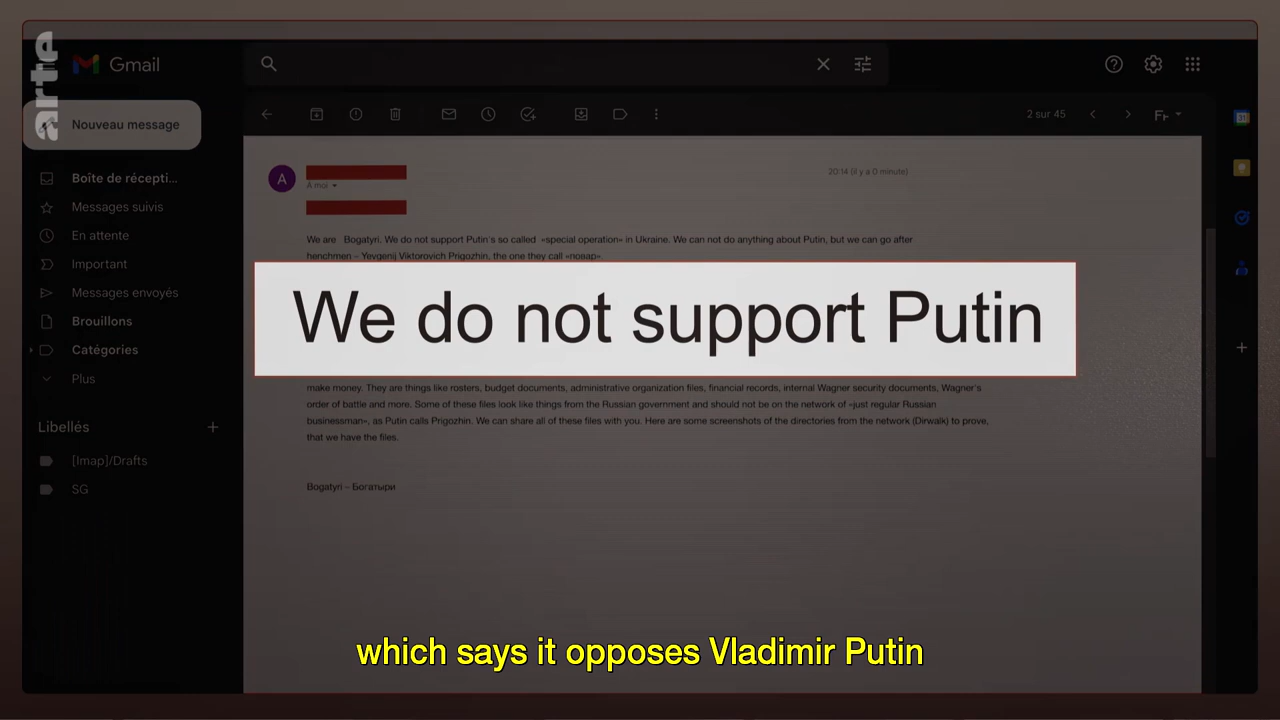 arte
Gmail
Nouveau message
2 sur 45
Boîte de récepti...
Messages suivis
En attente
Important
Messages envoyés
Brouillons
Catégories
Plus
Libellés
[Imap]/Drafts
SG
A
À moi
20:14 (il y a 0 minute)
We are Bogatyri. We do not support Putin's so called «special operation» in Ukraine. We can not do anything about Putin, but we can go after
henchmen – Yevgenij Viktorovich Prigozhin, the one they call «повар».
We do not support Putin
make money. They are things like rosters, budget documents, administrative organization files, financial records, internal Wagner security documents, Wagner's
order of battle and more. Some of these files look like things from the Russian government and should not be on the network of «just regular Russian
businessman», as Putin calls Prigozhin. We can share all of these files with you. Here are some screenshots of the directories from the network (Dirwalk) to prove,
that we have the files.
Bogatyri – Богатыри
31
which says it opposes Vladimir Putin